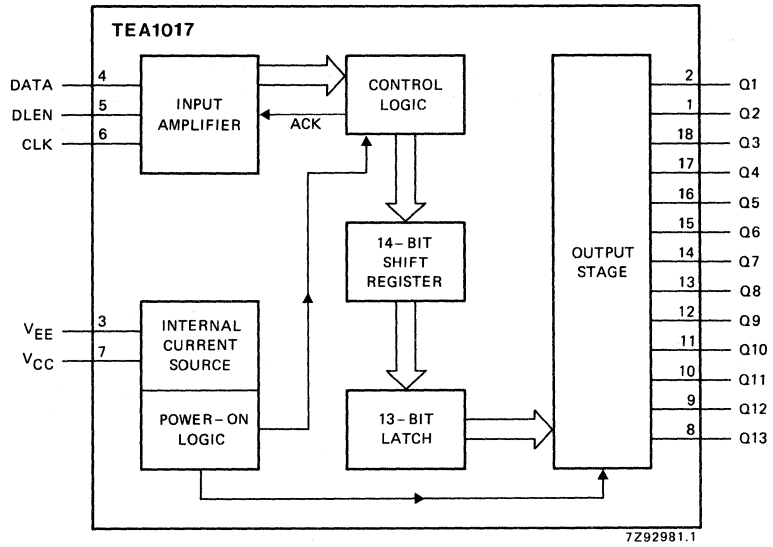 TEA1017
DATA
4
DLEN
5
CLK
6
INPUT
AMPLIFIER
ACK
CONTROL
LOGIC
14-BIT
SHIFT
REGISTER
13-BIT
LATCH
VEE
3
VCC
7
INTERNAL
CURRENT
SOURCE
POWER-ON
LOGIC
OUTPUT
STAGE
2 Q1
1 Q2
18 Q3
17 Q4
16 Q5
15 Q6
14 Q7
13 Q8
12 Q9
11 Q10
10 Q11
9 Q12
8 Q13
7Z92981.1